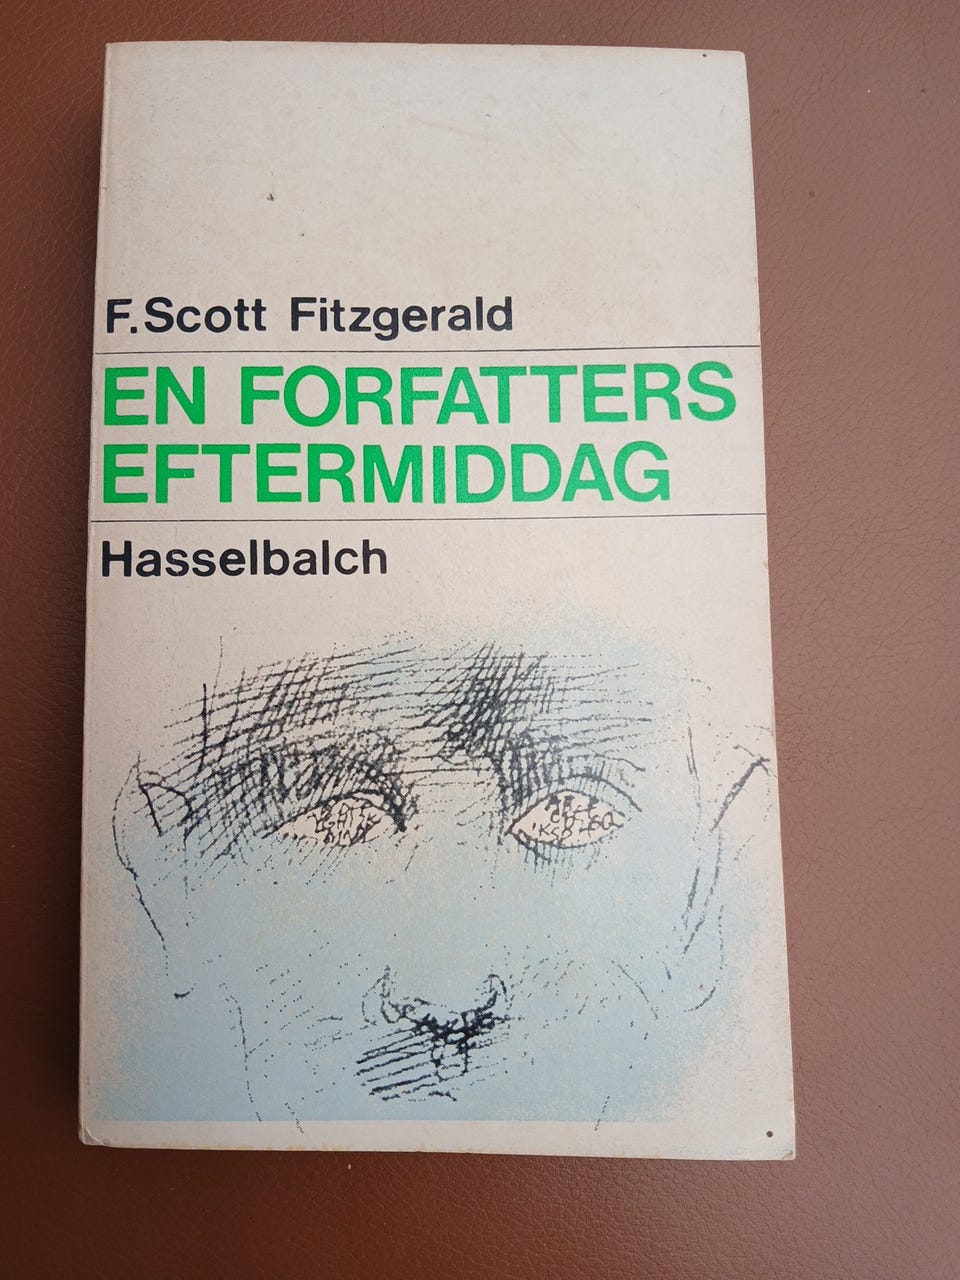 F. Scott Fitzgerald
EN FORFATTERS
EFTERMIDDAG
Hasselbalch